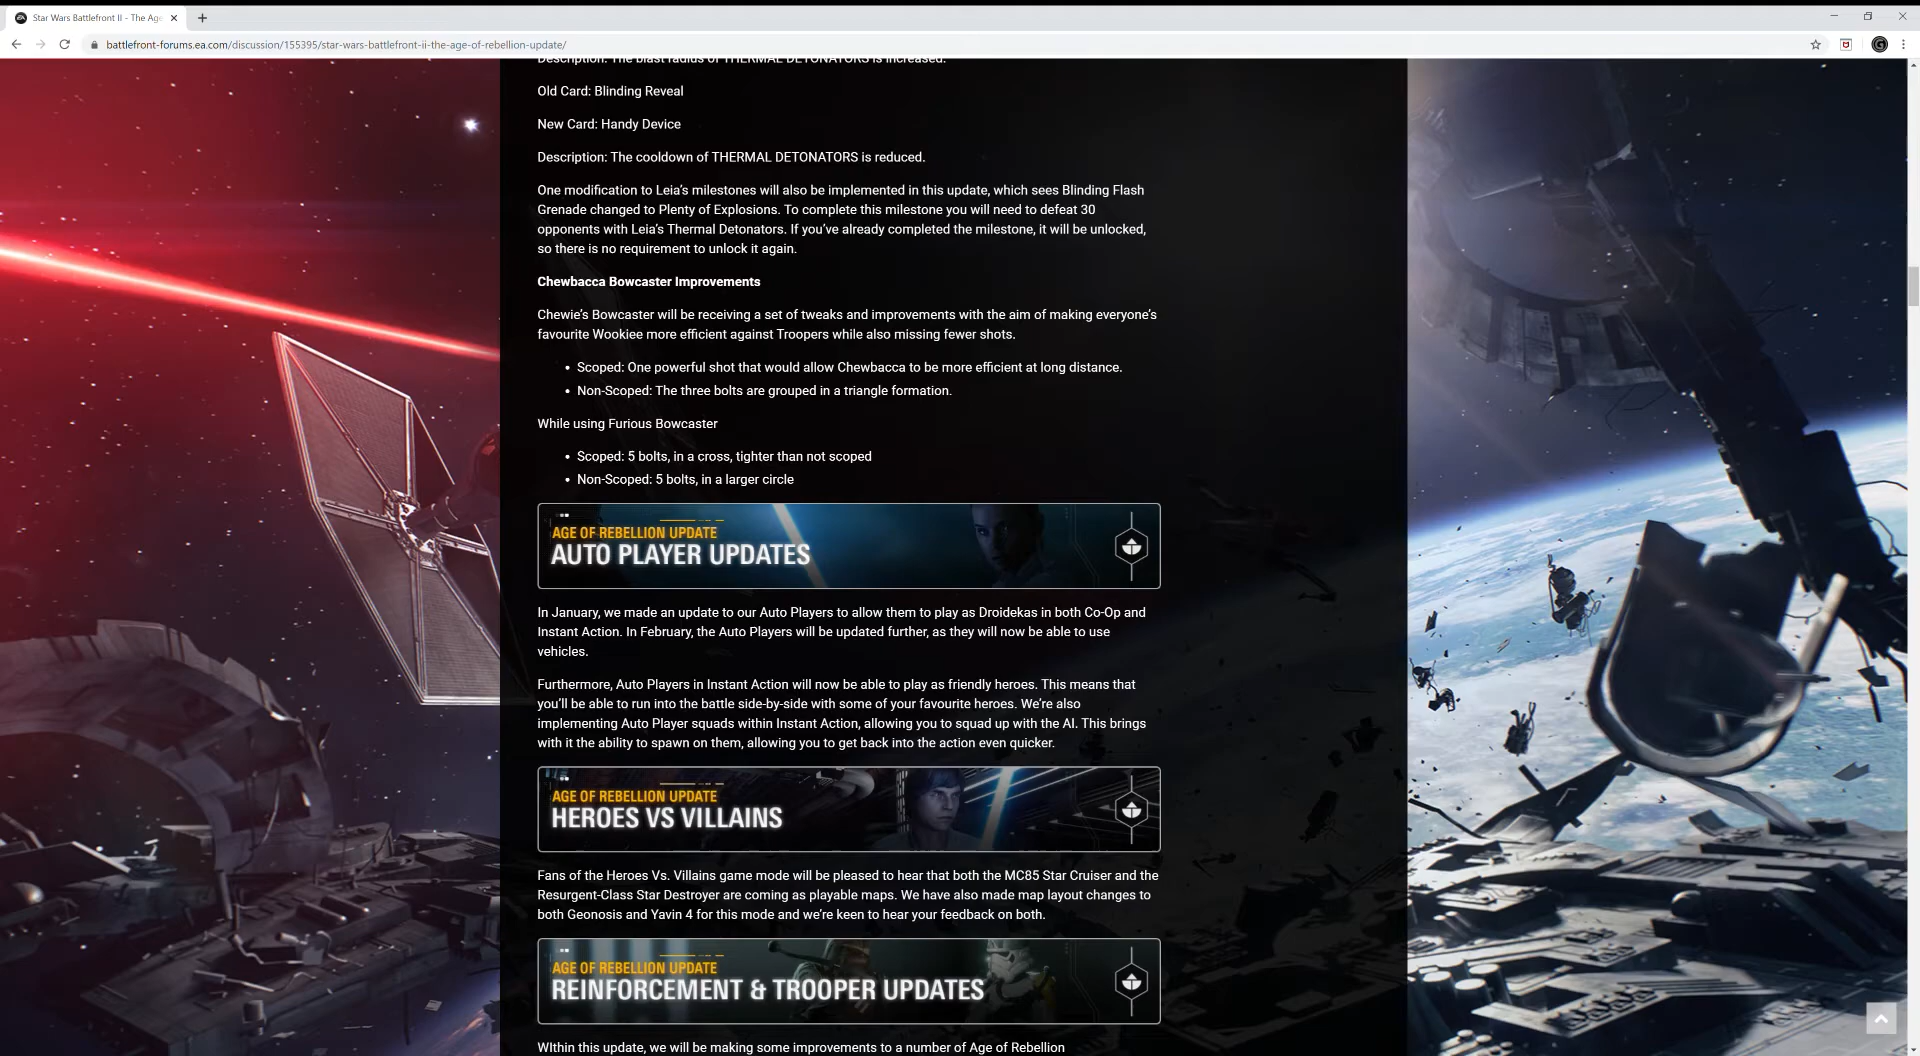 Star Wars Battlefront II - The Age
battlefront-forums.ea.com/discussion/155395/star-wars-battlefront-ii-the-age-of-rebellion-update/
Description: The blast radius of THERMAL DETONATORS is increased.
Old Card: Blinding Reveal
New Card: Handy Device
Description: The cooldown of THERMAL DETONATORS is reduced.
One modification to Leia's milestones will also be implemented in this update, which sees Blinding Flash
Grenade changed to Plenty of Explosions. To complete this milestone you will need to defeat 30
opponents with Leia's Thermal Detonators. If you've already completed the milestone, it will be unlocked,
so there is no requirement to unlock it again.
Chewbacca Bowcaster Improvements
Chewie's Bowcaster will be receiving a set of tweaks and improvements with the aim of making everyone's
favourite Wookiee more efficient against Troopers while also missing fewer shots.
• Scoped: One powerful shot that would allow Chewbacca to be more efficient at long distance.
• Non-Scoped: The three bolts are grouped in a triangle formation.
While using Furious Bowcaster
• Scoped: 5 bolts, in a cross, tighter than not scoped
• Non-Scoped: 5 bolts, in a larger circle
AGE OF REBELLION UPDATE
AUTO PLAYER UPDATES
In January, we made an update to our Auto Players to allow them to play as Droidekas in both Co-Op and
Instant Action. In February, the Auto Players will be updated further, as they will now be able to use
vehicles.
Furthermore, Auto Players in Instant Action will now be able to play as friendly heroes. This means that
you'll be able to run into the battle side-by-side with some of your favourite heroes. We're also
implementing Auto Player squads within Instant Action, allowing you to squad up with the AI. This brings
with it the ability to spawn on them, allowing you to get back into the action even quicker.
AGE OF REBELLION UPDATE
HEROES VS VILLAINS
Fans of the Heroes Vs. Villains game mode will be pleased to hear that both the MC85 Star Cruiser and the
Resurgent-Class Star Destroyer are coming as playable maps. We have also made map layout changes to
both Geonosis and Yavin 4 for this mode and we're keen to hear your feedback on both.
AGE OF REBELLION UPDATE
REINFORCEMENT & TROOPER UPDATES
WIthin this update, we will be making some improvements to a number of Age of Rebellion